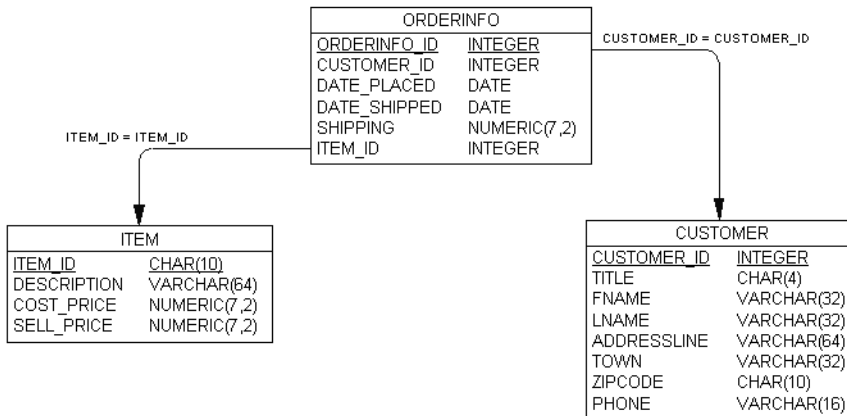 ORDERINFO
ORDERINFO_ID INTEGER
CUSTOMER_ID INTEGER
DATE_PLACED DATE
DATE_SHIPPED DATE
SHIPPING NUMERIC(7,2)
ITEM_ID INTEGER
CUSTOMER_ID = CUSTOMER_ID
ITEM_ID = ITEM_ID
ITEM
ITEM_ID CHAR(10)
DESCRIPTION VARCHAR(64)
COST_PRICE NUMERIC(7,2)
SELL_PRICE NUMERIC(7,2)
CUSTOMER
CUSTOMER_ID INTEGER
TITLE CHAR(4)
FNAME VARCHAR(32)
LNAME VARCHAR(32)
ADDRESSLINE VARCHAR(64)
TOWN VARCHAR(32)
ZIPCODE CHAR(10)
PHONE VARCHAR(16)